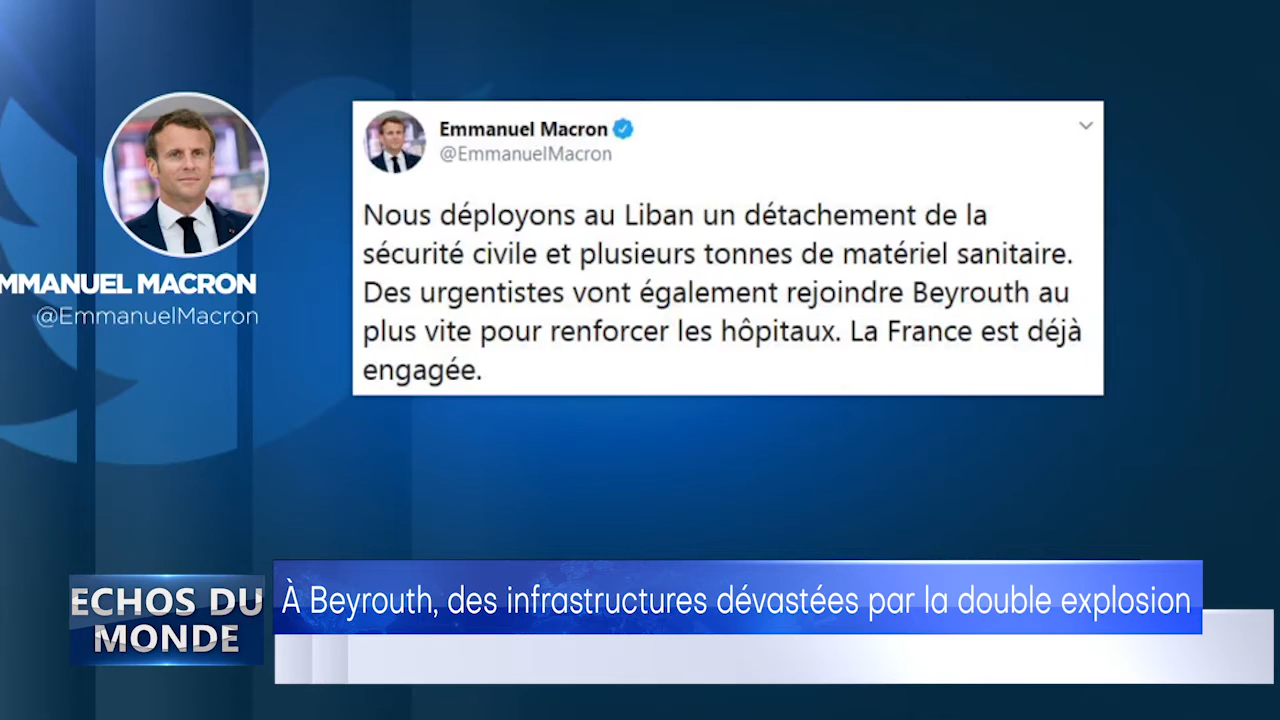 Emmanuel Macron
@EmmanuelMacron
Nous déployons au Liban un détachement de la
sécurité civile et plusieurs tonnes de matériel sanitaire.
Des urgentistes vont également rejoindre Beyrouth au
plus vite pour renforcer les hôpitaux. La France est déjà
engagée.
MMANUEL MACRON
@EmmanuelMacron
ECHOS DU
MONDE
À Beyrouth, des infrastructures dévastées par la double explosion